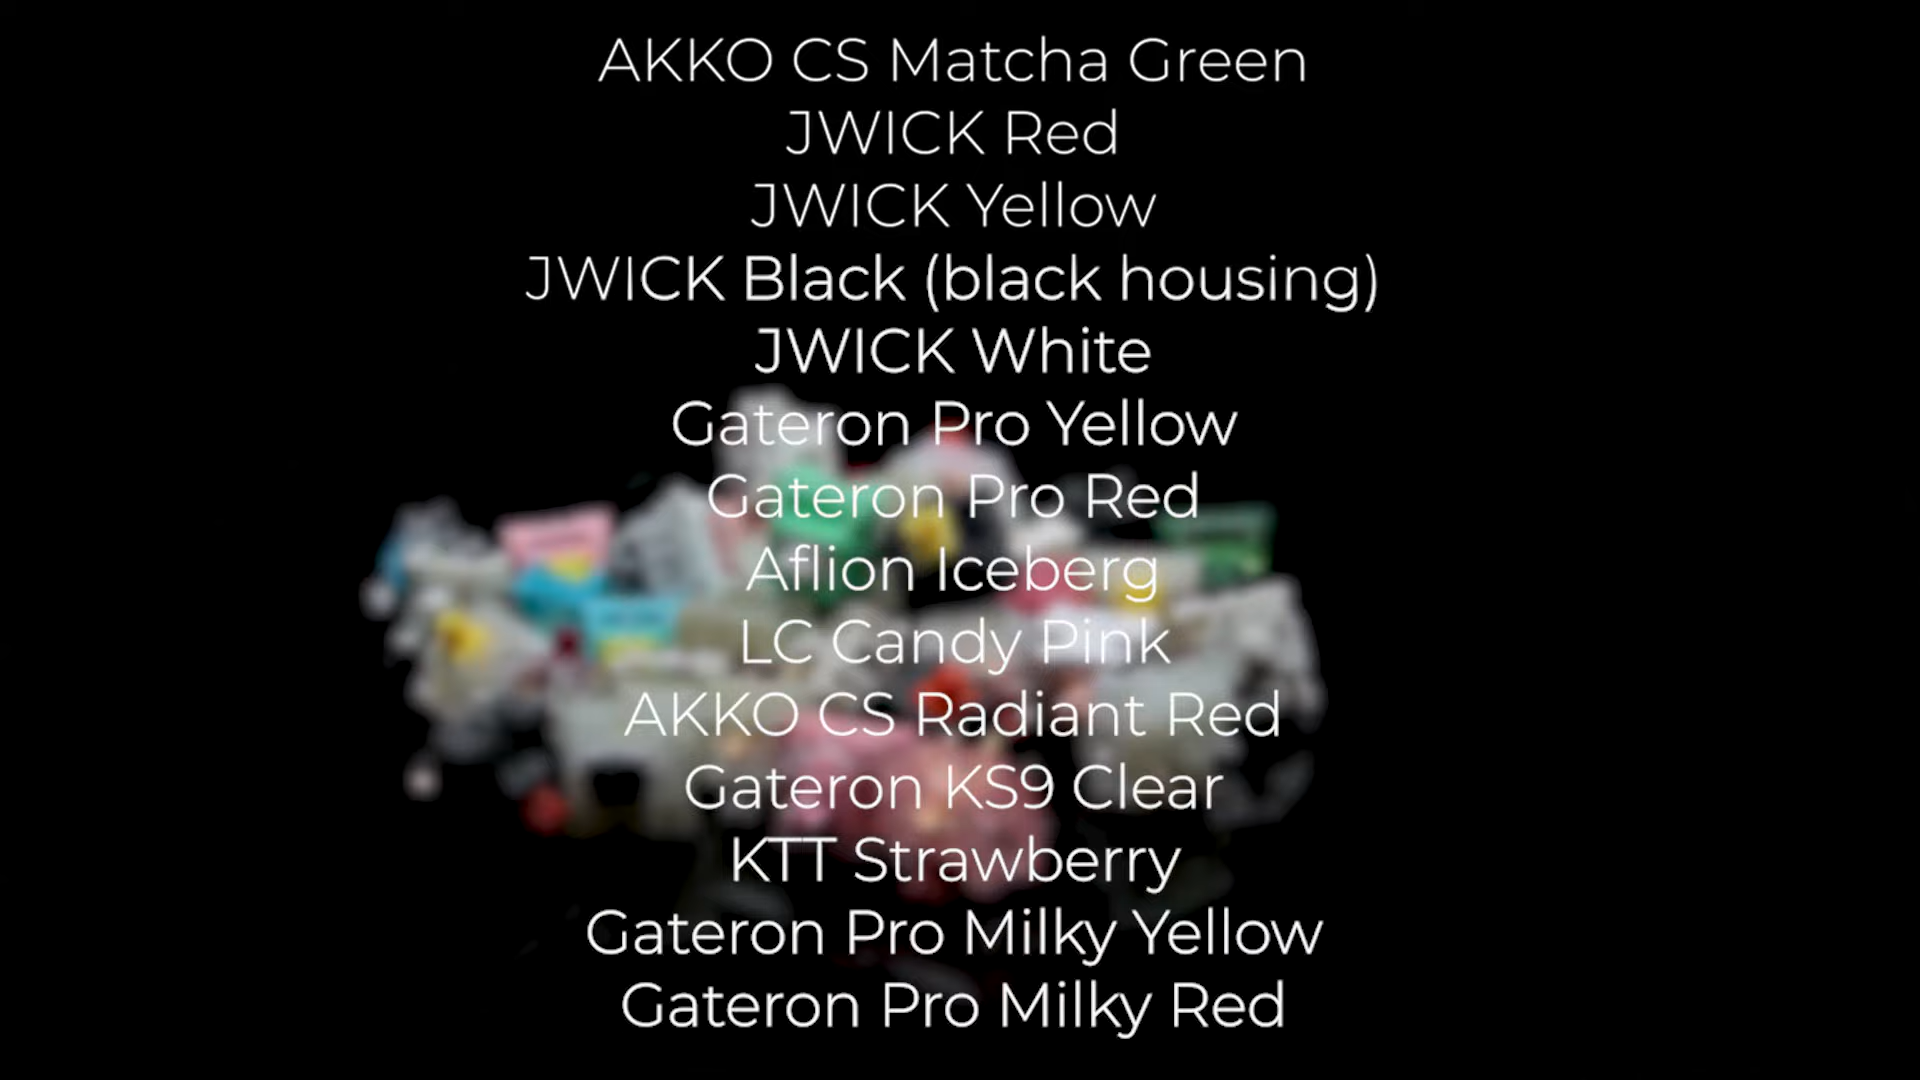 AKKO CS Matcha Green
JWICK Red
JWICK Yellow
JWICK Black (black housing)
JWICK White
Gateron Pro Yellow
Gateron Pro Red
Aflion Iceberg
LC Candy Pink
AKKO CS Radiant Red
Gateron KS9 Clear
KTT Strawberry
Gateron Pro Milky Yellow
Gateron Pro Milky Red